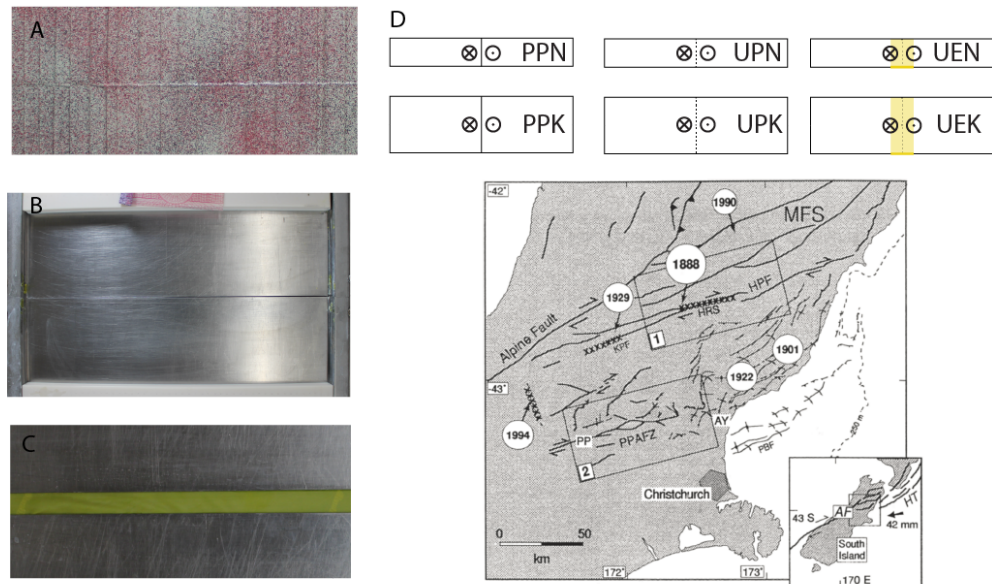 A
B
C
D
PPN
UPN
UEN
PPK
UPK
UEK
-42°
1990
MFS
1888
HPF
1929
HRS
Alpine Fault
KPF
1
1901
-43°
1922
1994
PP
PPAFZ
AY
PBF
-250 m
2
Christchurch
0 50
km
172°
173°
AF
HT
43 S
42 mm
South
Island
170 E